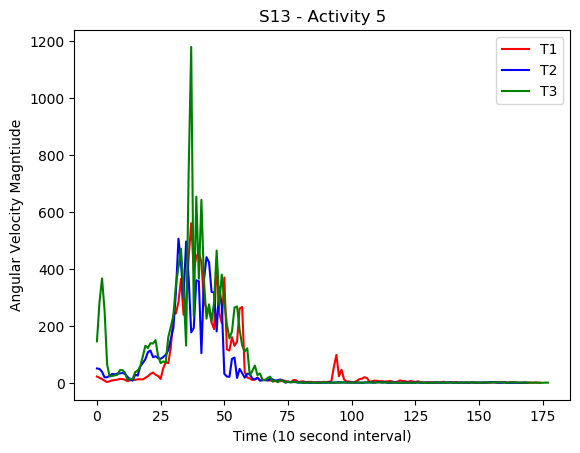 S13 - Activity 5
T1
T2
T3
Angular Velocity Magntiude
1200
1000
800
600
400
200
0
0 25 50 75 100 125 150 175
Time (10 second interval)